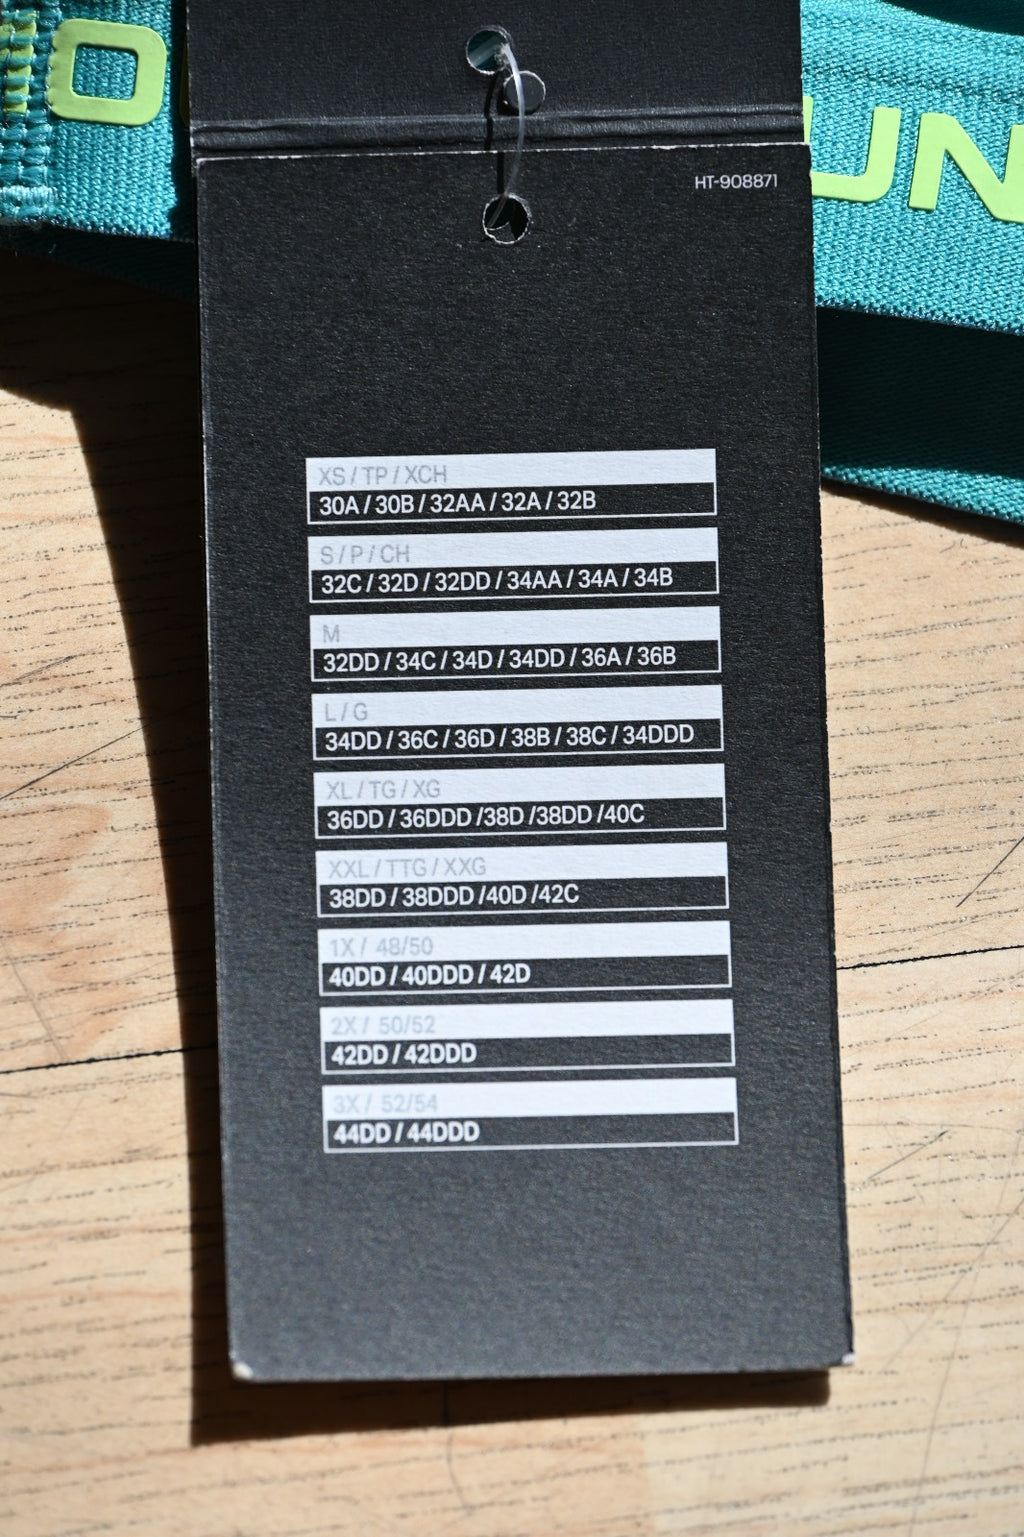 O
UN
HT-908871
XS / TP / XCH
30A / 30B / 32AA / 32A / 32B
S / P / CH
32C / 32D / 32DD / 34AA / 34A / 34B
M
32DD / 34C / 34D / 34DD / 36A / 36B
L / G
34DD / 36C / 36D / 38B / 38C / 34DDD
XL / TG / XG
36DD / 36DDD /38D /38DD /40C
XXL / TTG / XXG
38DD / 38DDD /40D /42C
1X / 48/50
40DD / 40DDD / 42D
2X / 50/52
42DD / 42DDD
3X / 52/54
44DD / 44DDD